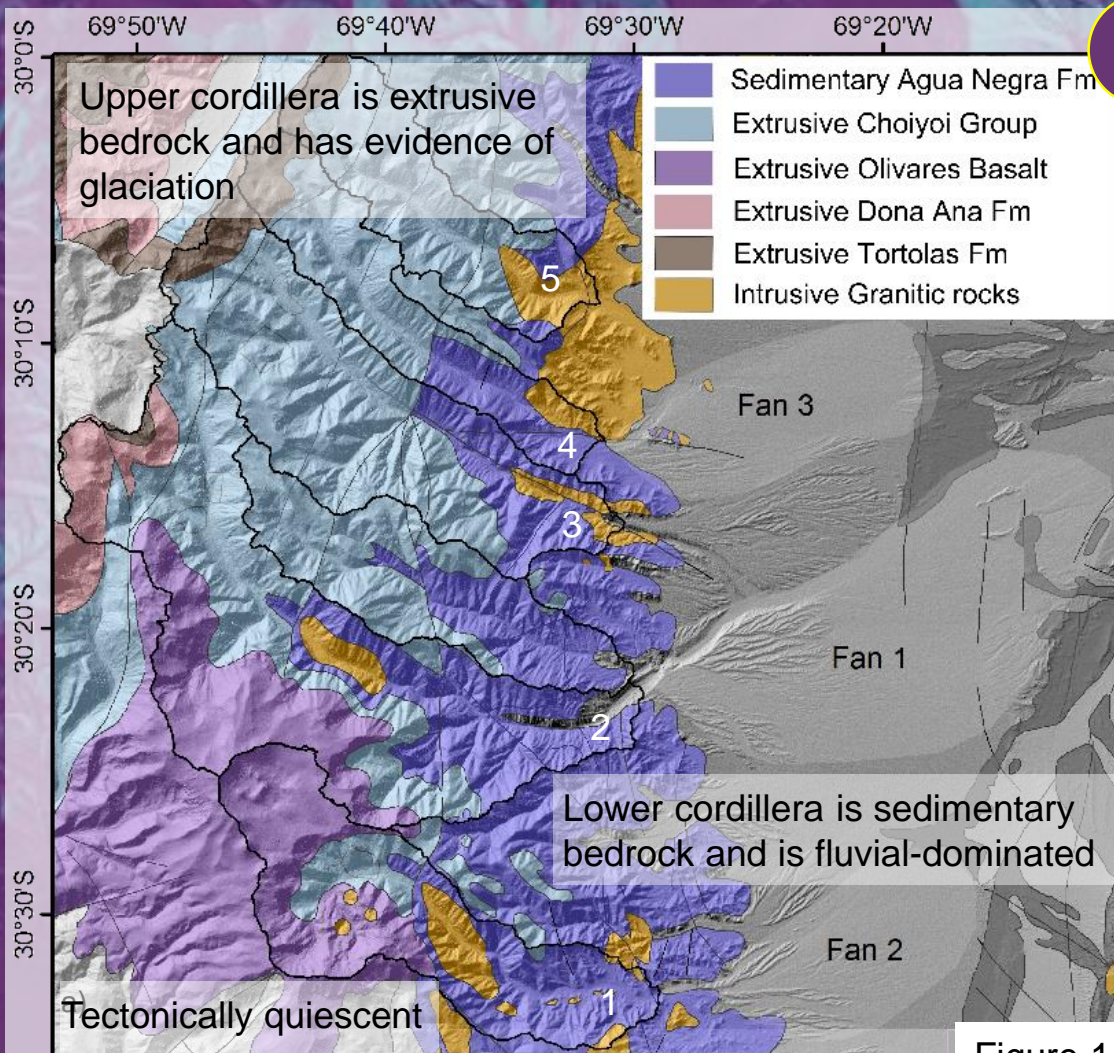 69°50'W 69°40'W 69°30'W 69°20'W
30°0'S
Upper cordillera is extrusive
bedrock and has evidence of
glaciation
Sedimentary Agua Negra Fm
Extrusive Choiyoi Group
Extrusive Olivares Basalt
Extrusive Dona Ana Fm
Extrusive Tortolas Fm
Intrusive Granitic rocks
5
30°10'S
Fan 3
4
3
30°20'S
Fan 1
2
Lower cordillera is sedimentary
bedrock and is fluvial-dominated
30°30'S
Fan 2
1
Tectonically quiescent
Figure 1